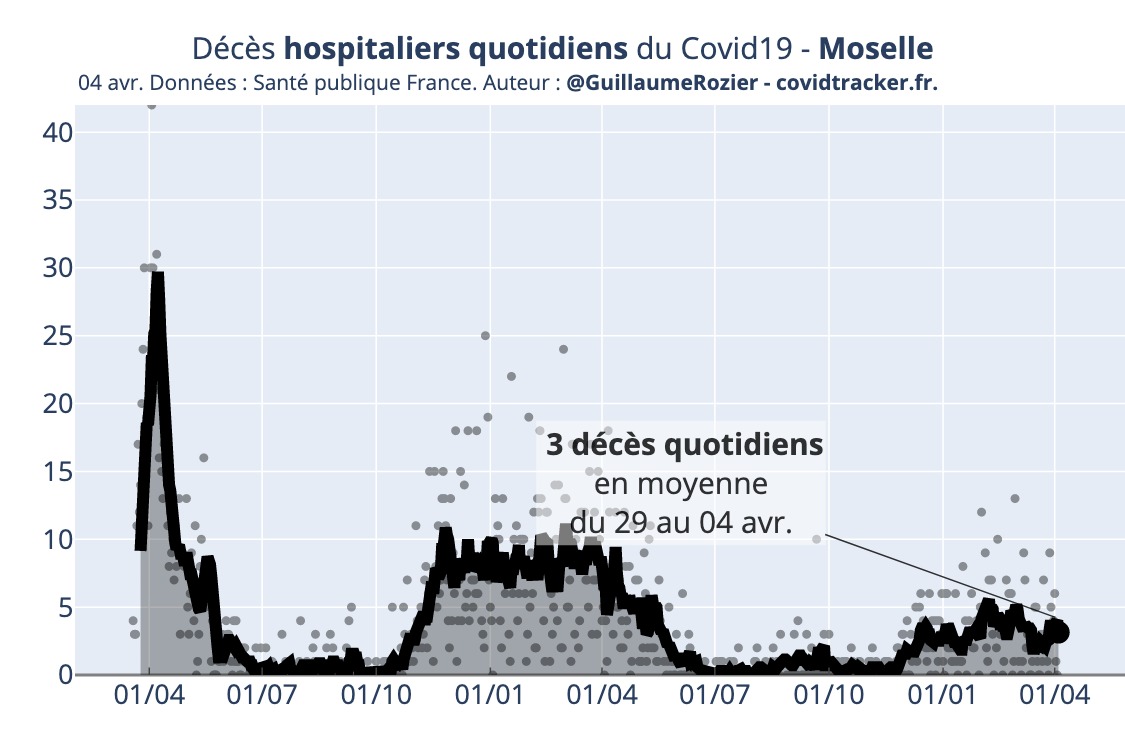 Décès hospitaliers quotidiens du Covid19 - Moselle
04 avr. Données : Santé publique France. Auteur : @GuillaumeRozier - covidtracker.fr.
40
35
30
25
20
15
10
5
0
3 décès quotidiens
en moyenne
du 29 au 04 avr.
01/04 01/07 01/10 01/01 01/04 01/07 01/10 01/01 01/04